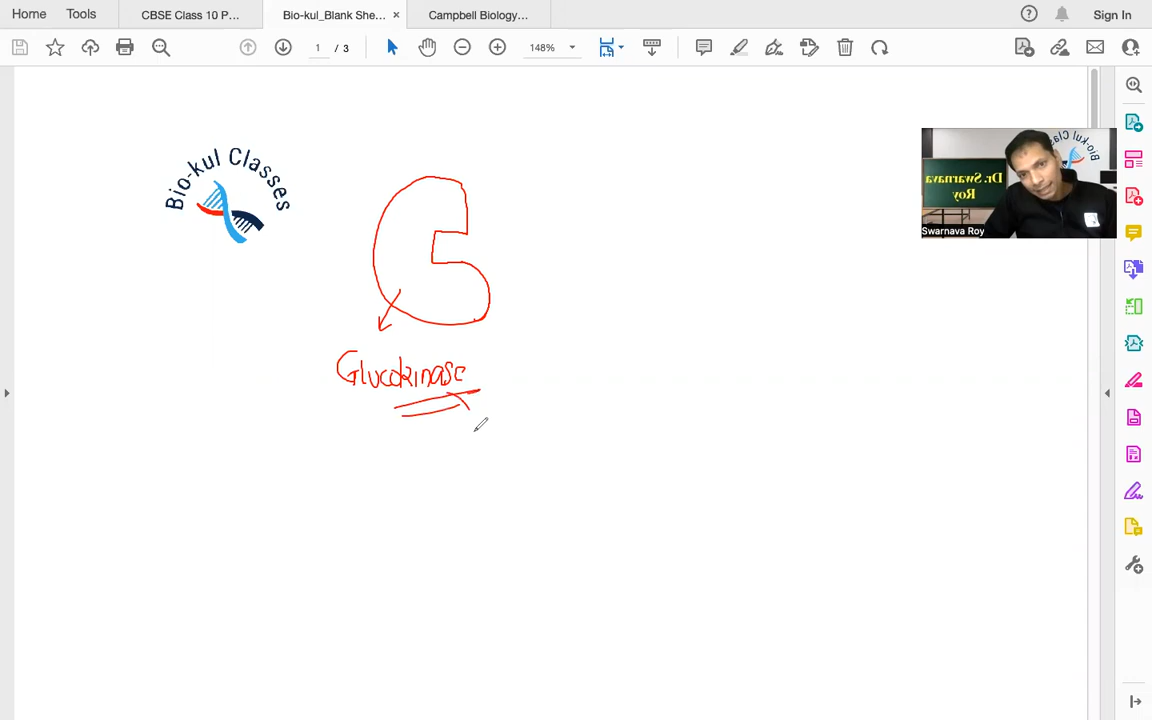 Home
Tools
CBSE Class 10 P...
Bio-kul_Blank She...
×
Campbell Biology,...
Sign In
1
/ 3
148%
Bio-kul Classes
Dr. Swarnava
Roy
Swarnava Roy
Glucokinase